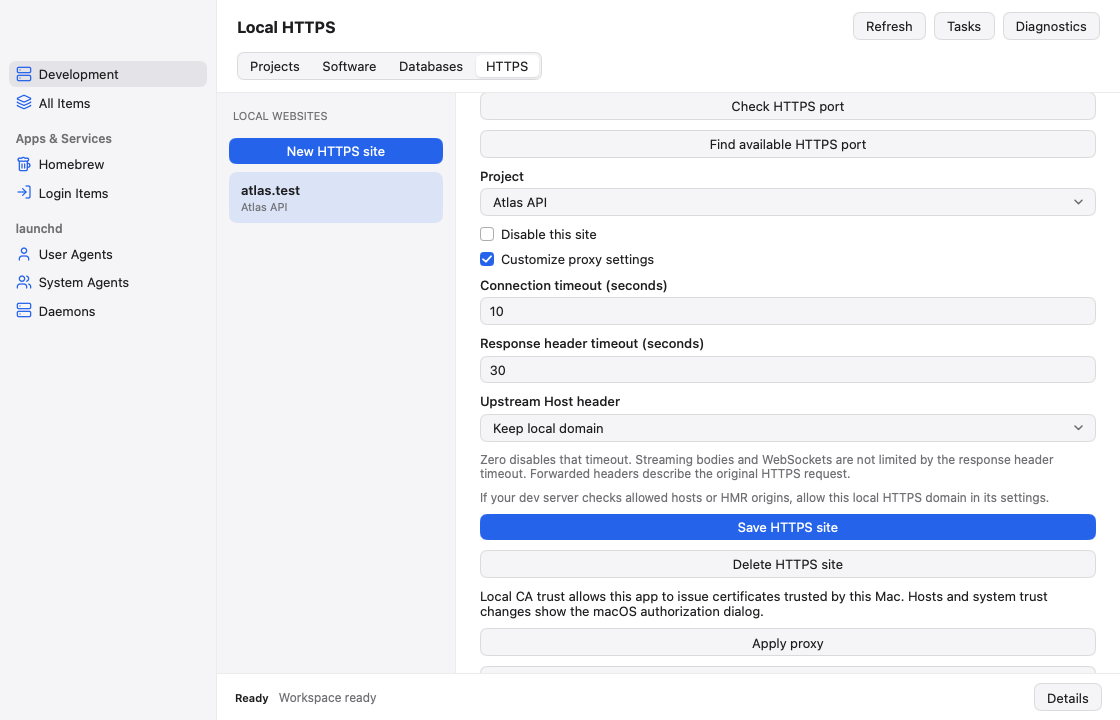 Local HTTPS
Refresh
Tasks
Diagnostics
Projects
Software
Databases
HTTPS
Development
All Items
Apps & Services
Homebrew
Login Items
launchd
User Agents
System Agents
Daemons
LOCAL WEBSITES
New HTTPS site
atlas.test
Atlas API
Check HTTPS port
Find available HTTPS port
Project
Atlas API
Disable this site
Customize proxy settings
Connection timeout (seconds)
10
Response header timeout (seconds)
30
Upstream Host header
Keep local domain
Zero disables that timeout. Streaming bodies and WebSockets are not limited by the response header
timeout. Forwarded headers describe the original HTTPS request.
If your dev server checks allowed hosts or HMR origins, allow this local HTTPS domain in its settings.
Save HTTPS site
Delete HTTPS site
Local CA trust allows this app to issue certificates trusted by this Mac. Hosts and system trust
changes show the macOS authorization dialog.
Apply proxy
Ready
Workspace ready
Details